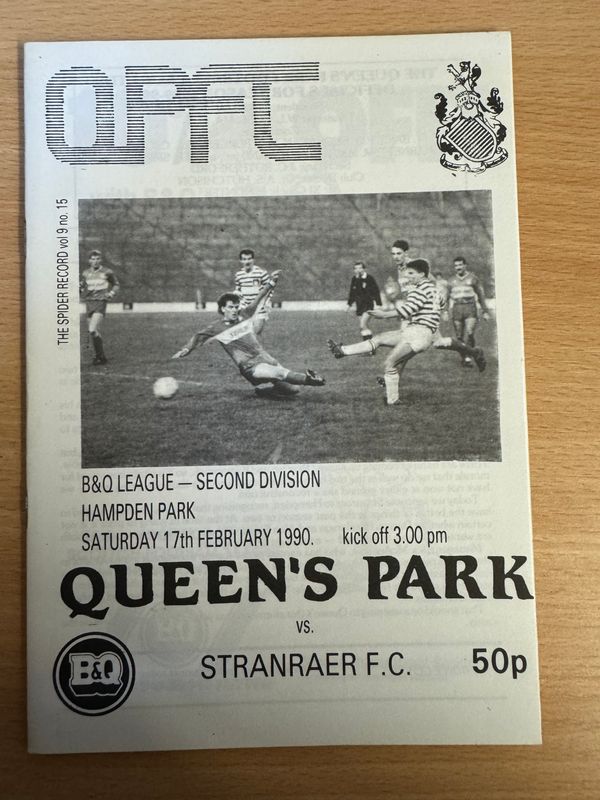 QPFC
THE SPIDER RECORD vol 9 no. 15
B&Q LEAGUE — SECOND DIVISION
HAMPDEN PARK
SATURDAY 17th FEBRUARY 1990. kick off 3.00 pm
QUEEN'S PARK
VS.
STRANRAER F.C. 50p
B&Q